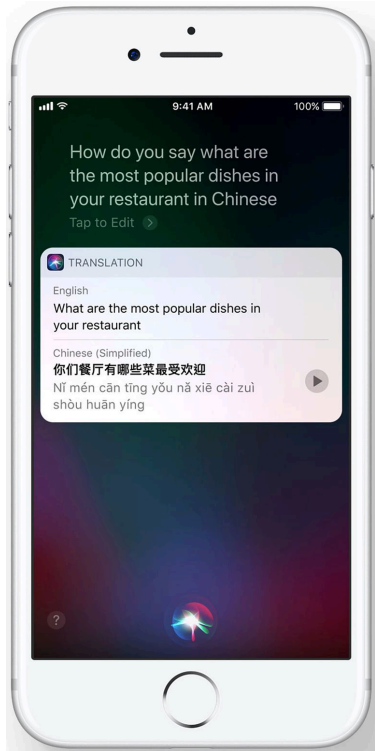 9:41 AM
100%
How do you say what are
the most popular dishes in
your restaurant in Chinese
Tap to Edit
TRANSLATION
English
What are the most popular dishes in
your restaurant
Chinese (Simplified)
你们餐厅有哪些菜最受欢迎
Nǐ mén cān tīng yǒu nǎ xiē cài zuì
shòu huān yíng
?